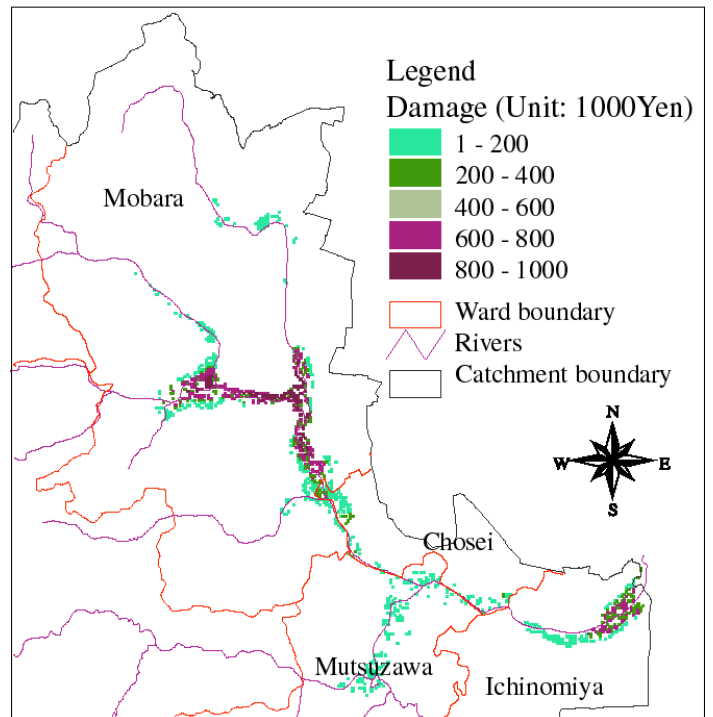 Legend
Damage (Unit: 1000Yen)
1 - 200
200 - 400
400 - 600
600 - 800
800 - 1000
Ward boundary
Rivers
Catchment boundary
Mobara
N
W E
S
Chosei
Mutsuzawa
Ichinomiya